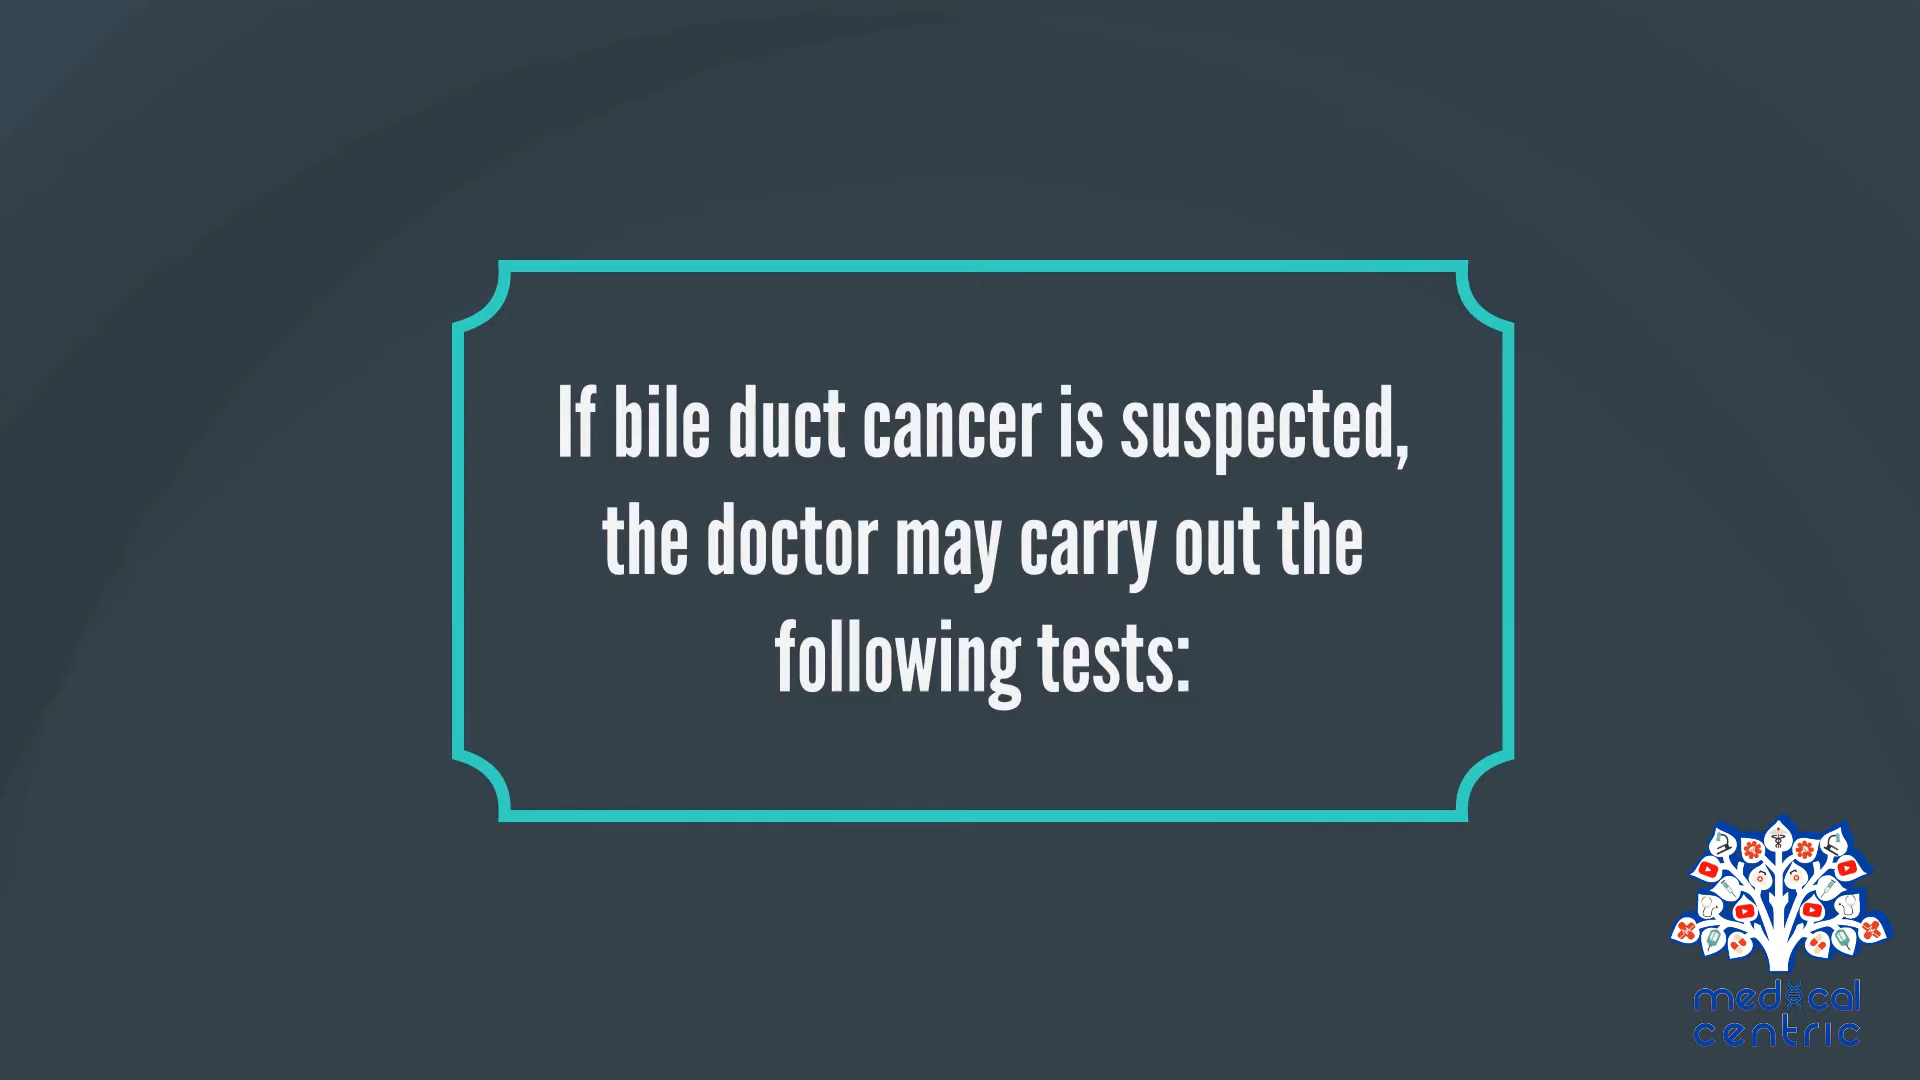 If bile duct cancer is suspected,
the doctor may carry out the
following tests:
medical
centric